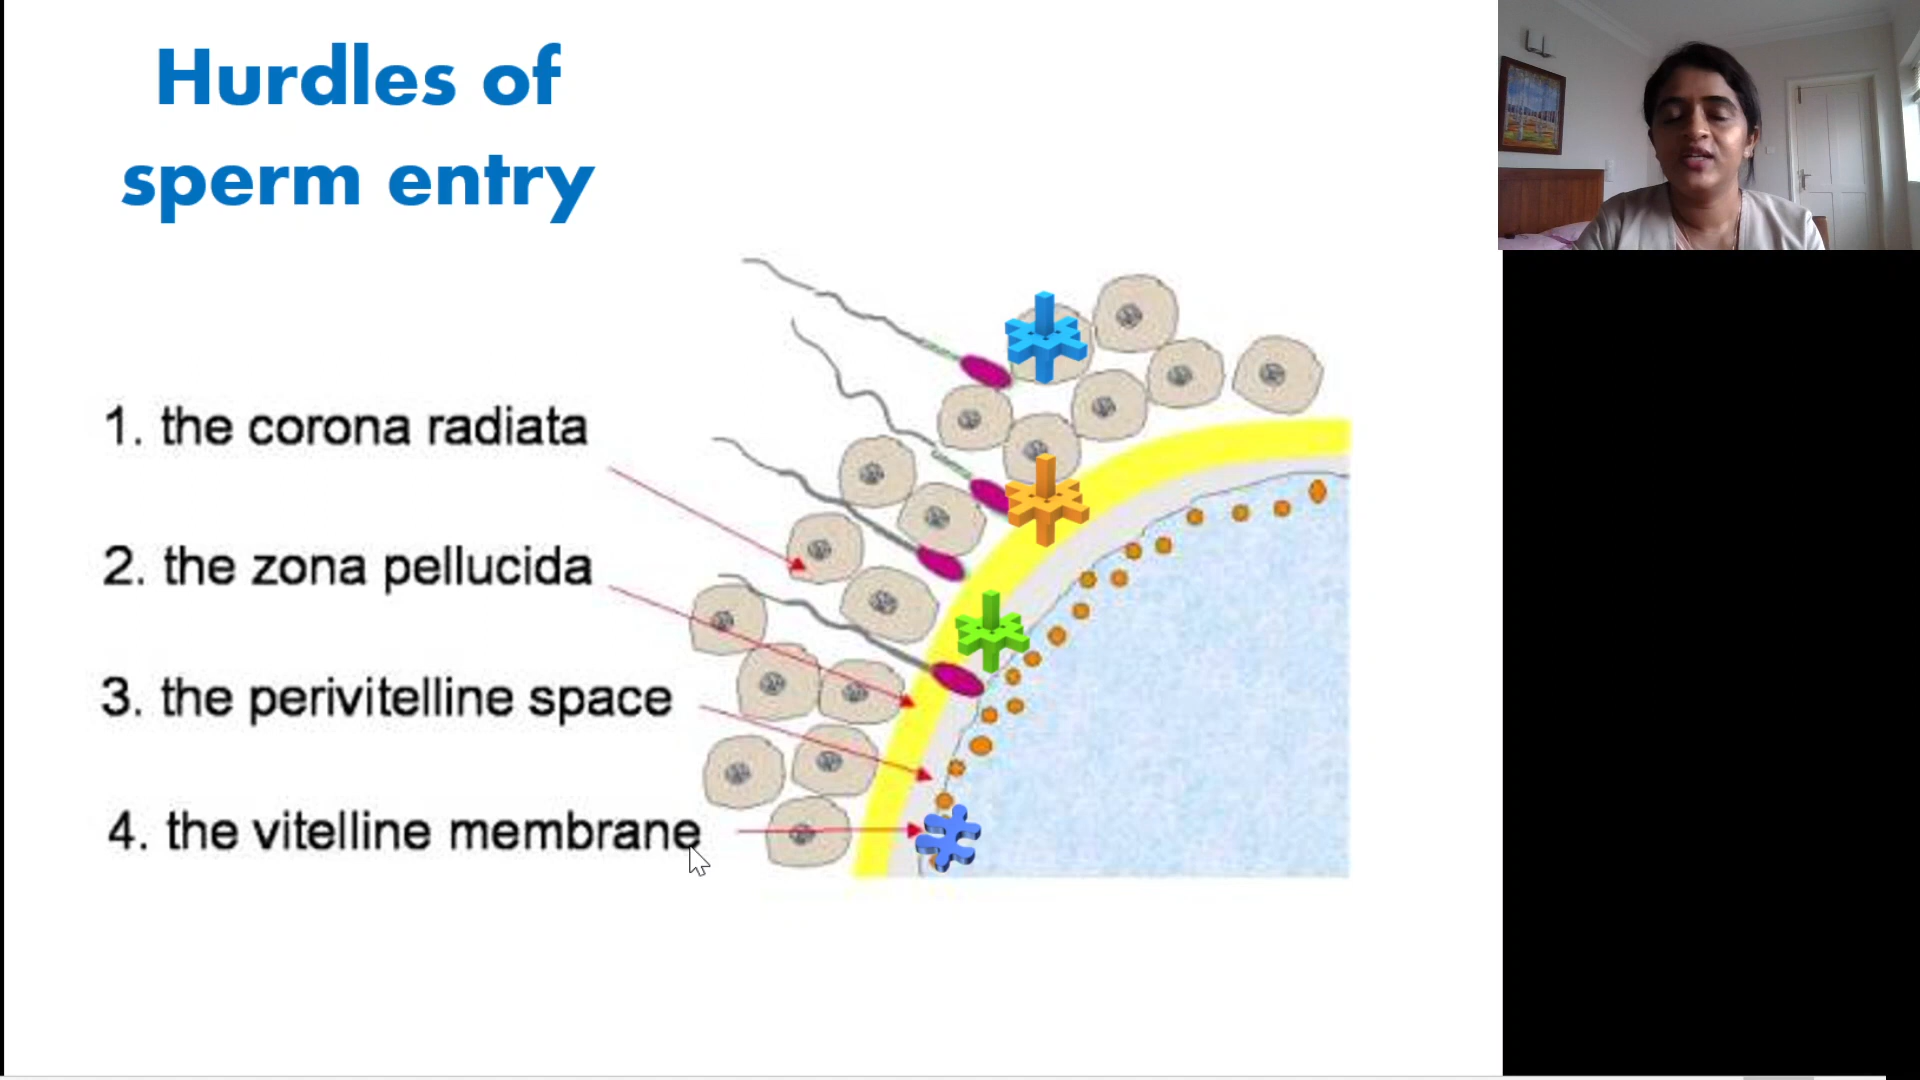 Hurdles of
sperm entry
1. the corona radiata
2. the zona pellucida
3. the perivitelline space
4. the vitelline membrane